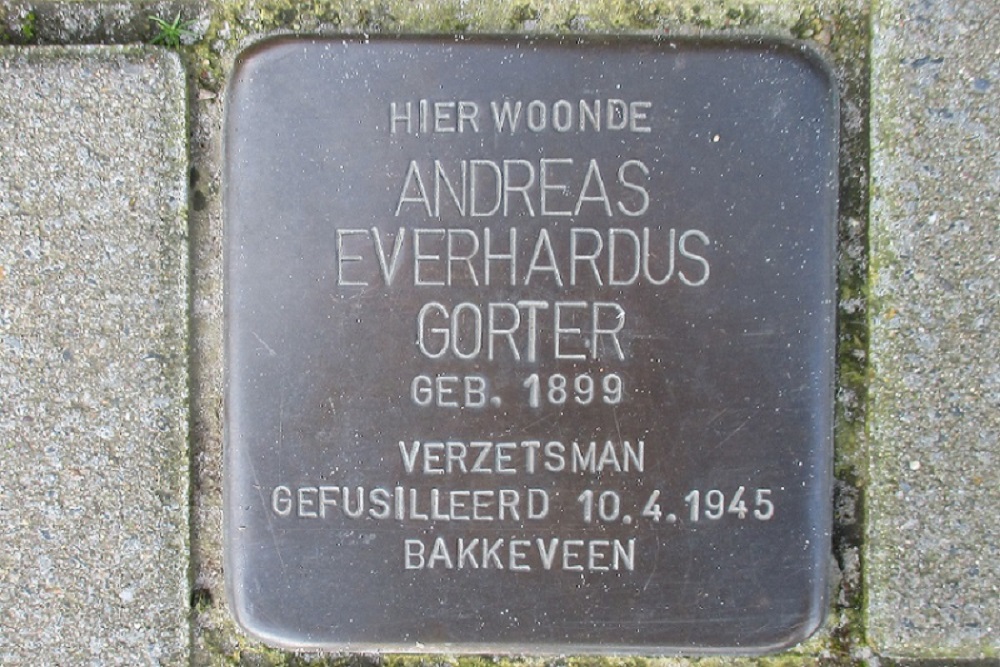 HIER WOONDE
ANDREAS
EVERHARDUS
GORTER
GEB. 1899
VERZETSMAN
GEFUSILLEERD 10.4.1945
BAKKEVEEN